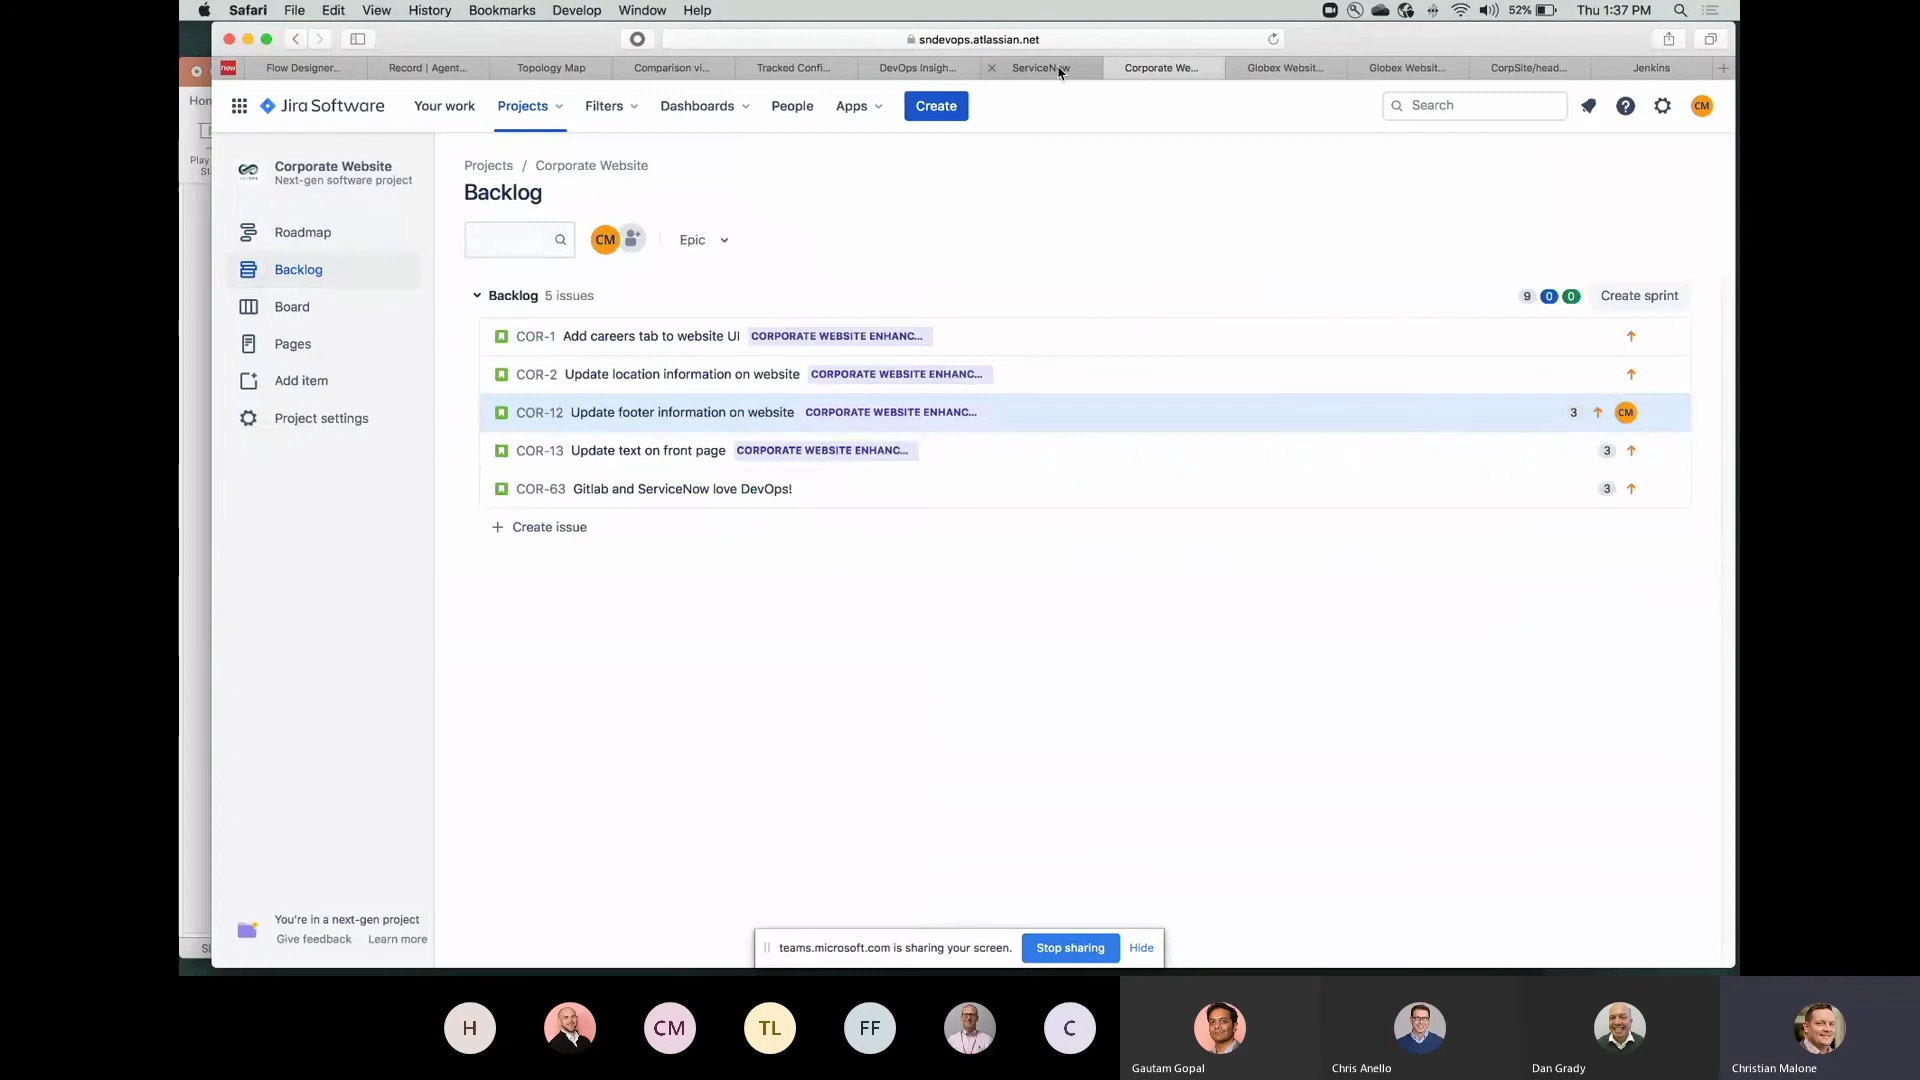 Safari File Edit View History Bookmarks Develop Window Help 52% Thu 1:37 PM
sndevops.atlassian.net
now Flow Designer... Record | Agent... Topology Map Comparison vi... Tracked Confi... DevOps Insigh... ServiceNow Corporate We... Globex Websit... Globex Websit... CorpSite/head... Jenkins
Jira Software Your work Projects Filters Dashboards People Apps Create Search CM
Play
Corporate Website
Next-gen software project
Roadmap
Backlog
Board
Pages
Add item
Project settings
You're in a next-gen project
Give feedback Learn more
Projects / Corporate Website
Backlog
CM Epic
Backlog 5 issues 9 0 0 Create sprint
COR-1 Add careers tab to website UI CORPORATE WEBSITE ENHANC...
COR-2 Update location information on website CORPORATE WEBSITE ENHANC...
COR-12 Update footer information on website CORPORATE WEBSITE ENHANC... 3 CM
COR-13 Update text on front page CORPORATE WEBSITE ENHANC... 3
COR-63 Gitlab and ServiceNow love DevOps! 3
Create issue
teams.microsoft.com is sharing your screen. Stop sharing Hide
H CM TL FF C
Gautam Gopal Chris Anello Dan Grady Christian Malone